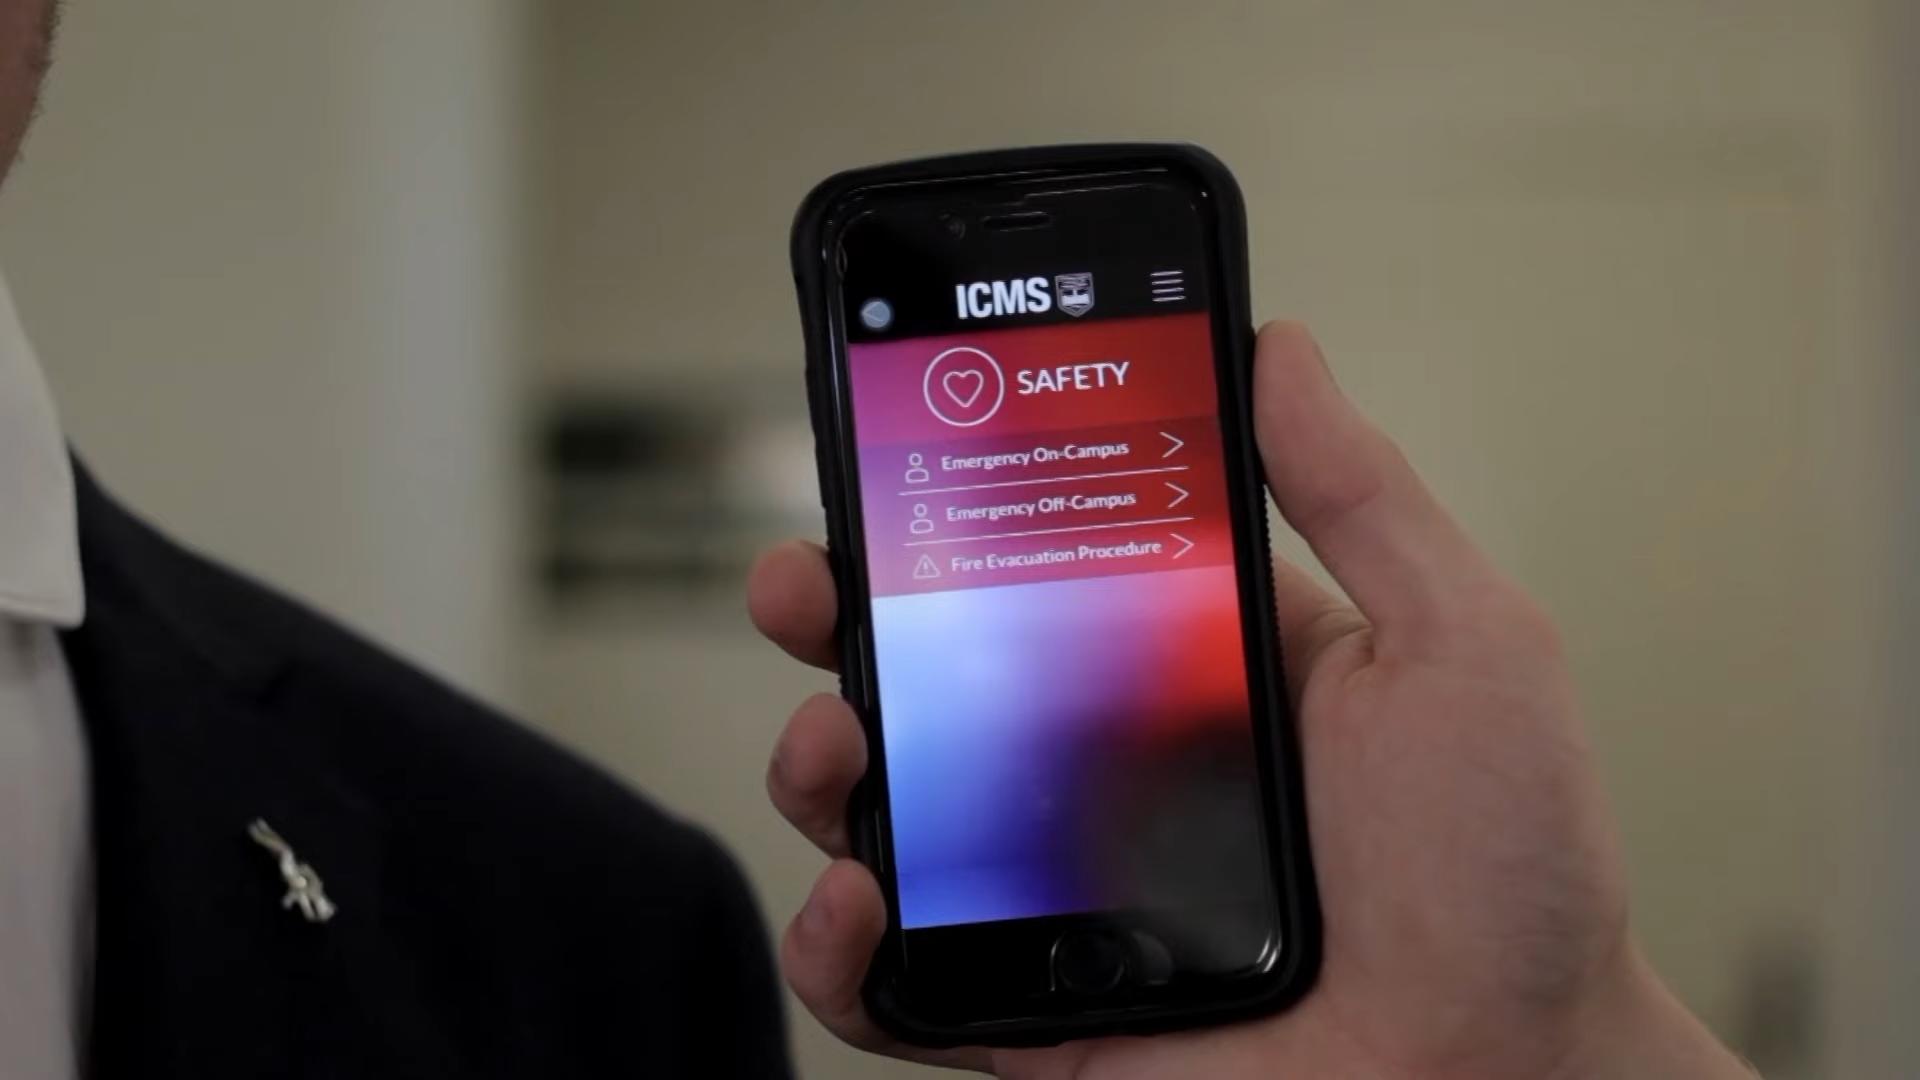 ICMS
SAFETY
Emergency On-Campus
Emergency Off-Campus
Fire Evacuation Procedure